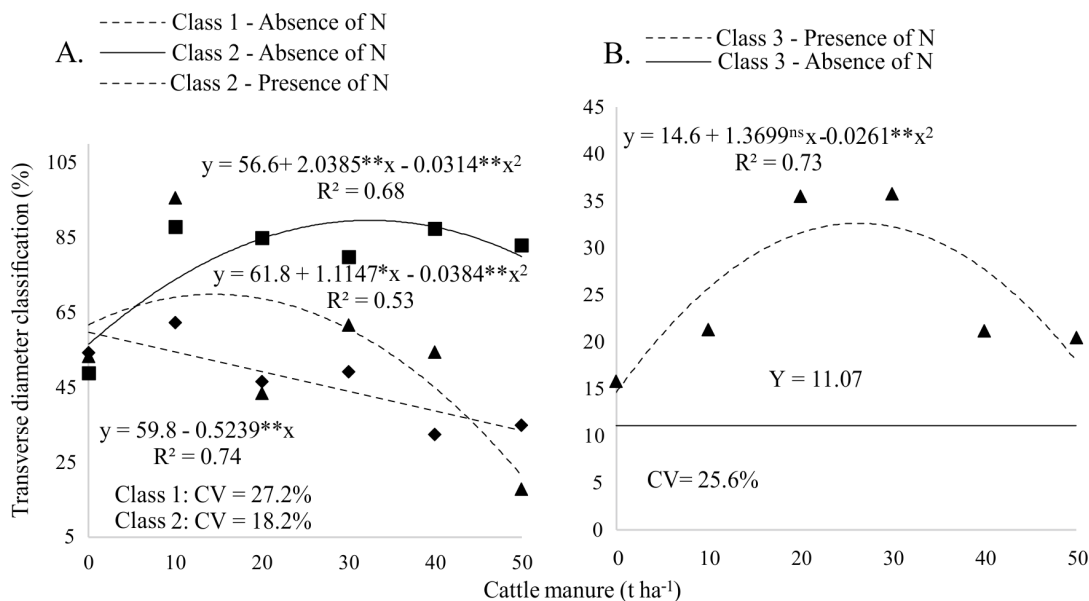 A.
Class 1 - Absence of N
Class 2 - Absence of N
Class 2 - Presence of N
Transverse diameter classification (%)
105
85
65
45
25
5
y = 56.6+ 2.0385**x - 0.0314**x²
R² = 0.68
y = 61.8 + 1.1147*x - 0.0384**x²
R² = 0.53
y = 59.8 - 0.5239**x
R² = 0.74
Class 1: CV = 27.2%
Class 2: CV = 18.2%
0 10 20 30 40 50
B.
Class 3 - Presence of N
Class 3 - Absence of N
45
40
35
30
25
20
15
10
5
0
y = 14.6 + 1.3699ⁿˢx-0.0261**x²
R² = 0.73
Y = 11.07
CV= 25.6%
0 10 20 30 40 50
Cattle manure (t ha⁻¹)